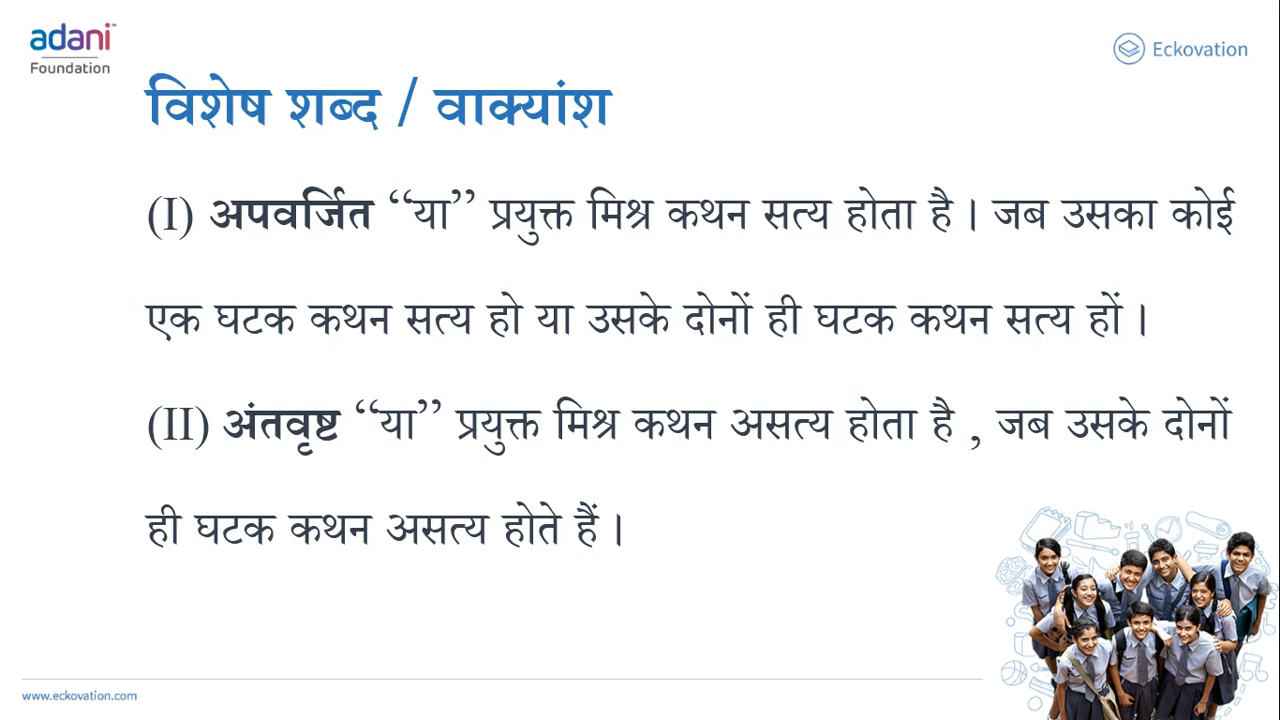 adani™
Foundation
Eckovation
विशेष शब्द / वाक्यांश
(I) अपवर्जित “या” प्रयुक्त मिश्र कथन सत्य होता है । जब उसका कोई
एक घटक कथन सत्य हो या उसके दोनों ही घटक कथन सत्य हों ।
(II) अंतवृष्ट “या” प्रयुक्त मिश्र कथन असत्य होता है , जब उसके दोनों
ही घटक कथन असत्य होते हैं ।
www.eckovation.com